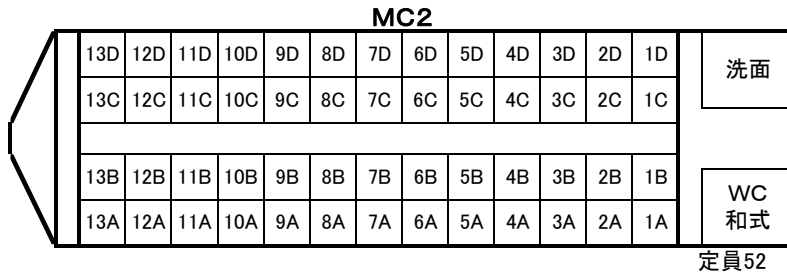 MC2
13D 12D 11D 10D 9D 8D 7D 6D 5D 4D 3D 2D 1D
洗面
13C 12C 11C 10C 9C 8C 7C 6C 5C 4C 3C 2C 1C
13B 12B 11B 10B 9B 8B 7B 6B 5B 4B 3B 2B 1B
WC
和式
13A 12A 11A 10A 9A 8A 7A 6A 5A 4A 3A 2A 1A
定員52